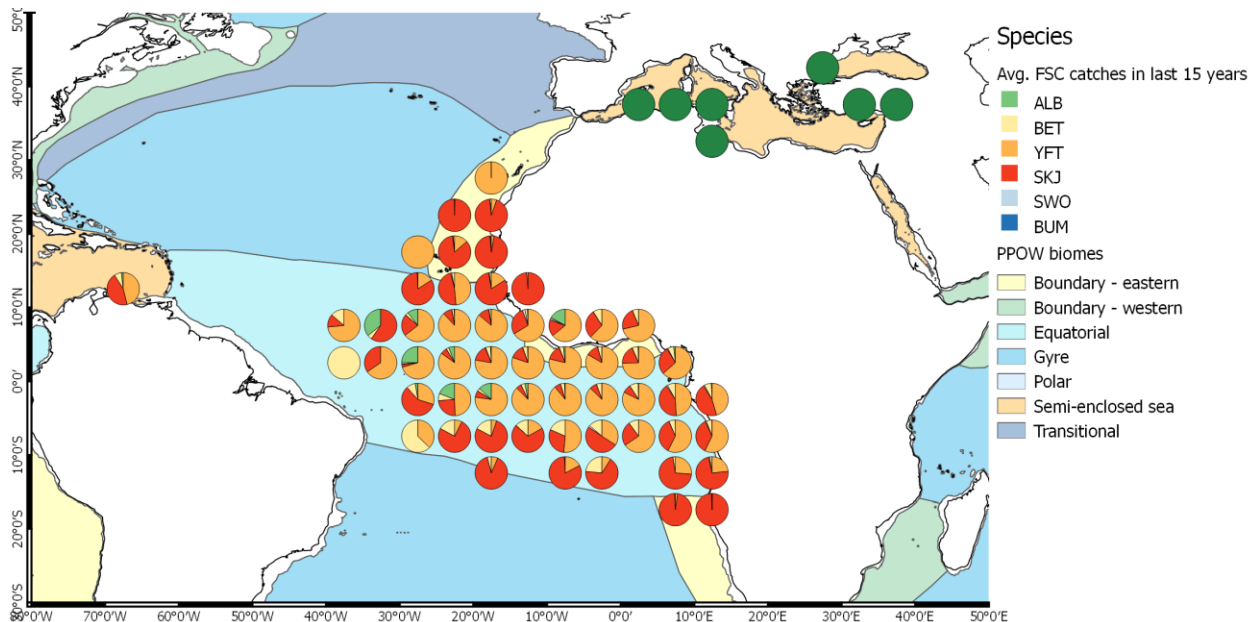 50°C
40°0'N
30°0'N
20°0'N
10°0'N
0°0'
10°0'S
20°0'S
80°0'W 70°0'W 60°0'W 50°0'W 40°0'W 30°0'W 20°0'W 10°0'W 0°0' 10°0'E 20°0'E 30°0'E 40°0'E 50°0'E
Species
Avg. FSC catches in last 15 years
ALB
BET
YFT
SKJ
SWO
BUM
PPOW biomes
Boundary - eastern
Boundary - western
Equatorial
Gyre
Polar
Semi-enclosed sea
Transitional